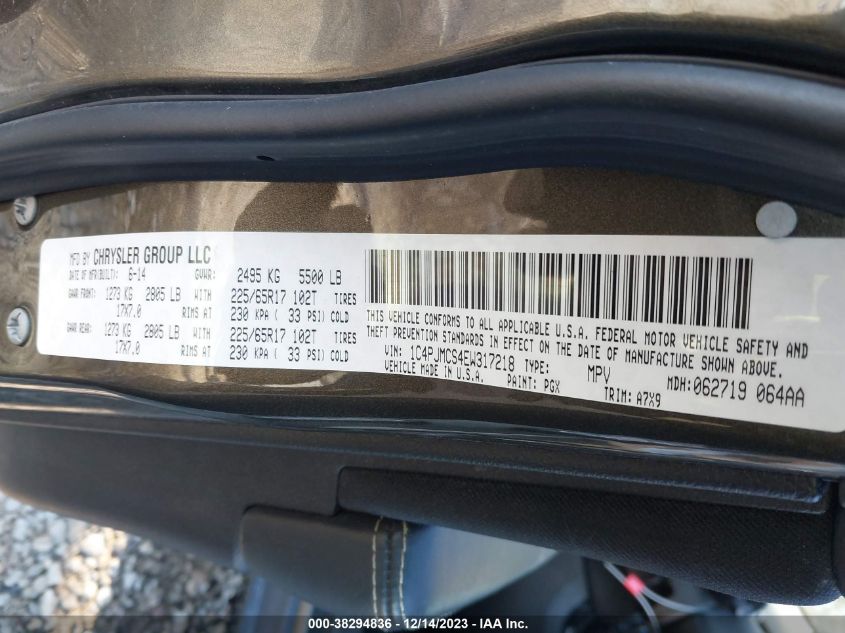 MFD BY CHRYSLER GROUP LLC
DATE OF MFR(BUILT): 6-14 GVWR: 2495 KG 5500 LB
GAWR FRONT: 1273 KG 2805 LB WITH 225/65R17 102T TIRES
17X7.0 RIMS AT 230 KPA ( 33 PSI) COLD
GAWR REAR: 1273 KG 2805 LB WITH 225/65R17 102T TIRES
17X7.0 RIMS AT 230 KPA ( 33 PSI) COLD
THIS VEHICLE CONFORMS TO ALL APPLICABLE U.S.A. FEDERAL MOTOR VEHICLE SAFETY AND
THEFT PREVENTION STANDARDS IN EFFECT ON THE DATE OF MANUFACTURE SHOWN ABOVE.
VIN: 1C4PJMCS4EW317218 TYPE: MPV MDH:062719 064AA
VEHICLE MADE IN U.S.A. PAINT: PGX TRIM: A7X9
000-38294836 - 12/14/2023 - IAAI.com